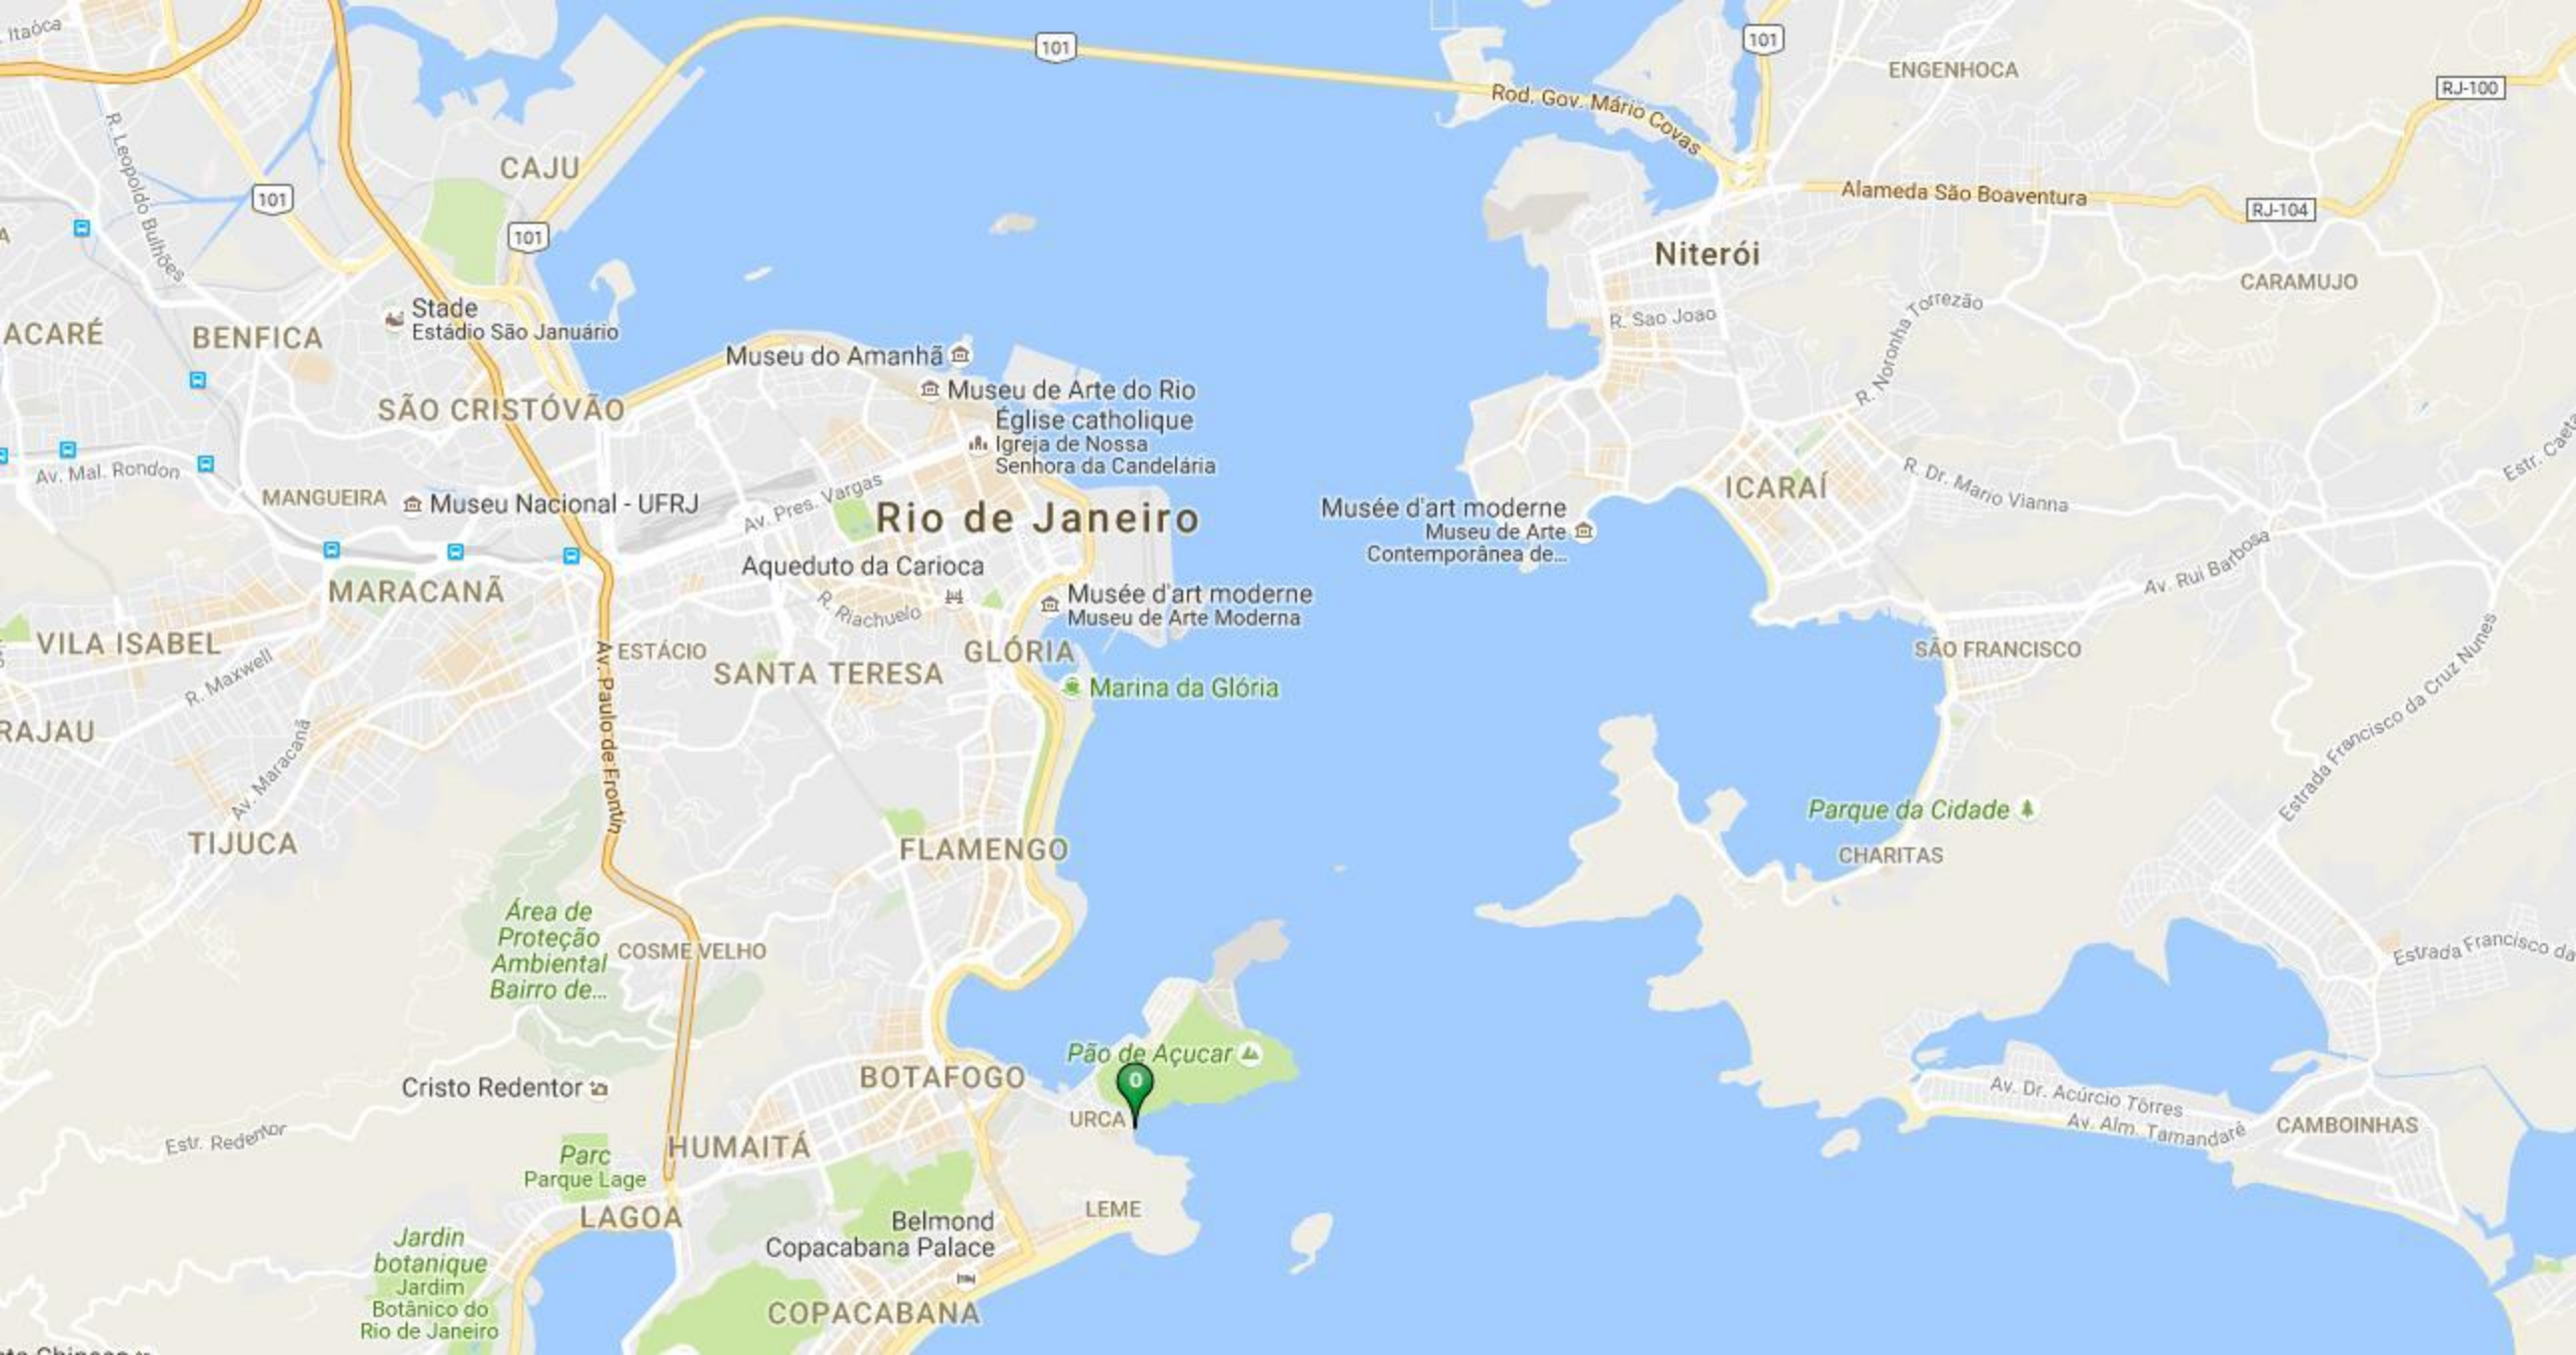 Itaóca
101
101
ENGENHOCA
RJ-100
Rod. Gov. Mário Covas
R. Leopoldo Bulhões
CAJU
101
101
Alameda São Boaventura
RJ-104
Niterói
CARAMUJO
Stade
Estádio São Januário
ACARÉ
BENFICA
R. Sao Joao
R. Noronha Torrezão
Museu do Amanhã
Museu de Arte do Rio
SÃO CRISTÓVÃO
Église catholique
Igreja de Nossa
Senhora da Candelária
Av. Mal. Rondon
MANGUEIRA
Museu Nacional - UFRJ
Av. Pres. Vargas
Rio de Janeiro
ICARAÍ
R. Dr. Mario Vianna
Estr. Caeta
Musée d'art moderne
Museu de Arte
Contemporânea de...
Aqueduto da Carioca
Av. Rui Barbosa
MARACANÃ
R. Riachuelo
Musée d'art moderne
Museu de Arte Moderna
VILA ISABEL
R. Maxwell
ESTÁCIO
SANTA TERESA
GLÓRIA
SÃO FRANCISCO
Marina da Glória
Av. Paulo de Frontin
RAJAU
Av. Maracanã
Estrada Francisco da Cruz Nunes
TIJUCA
FLAMENGO
Parque da Cidade
CHARITAS
Área de
Proteção
Ambiental
Bairro de...
COSME VELHO
Estrada Francisco da
Pão de Açucar
0
BOTAFOGO
Cristo Redentor
URCA
Av. Dr. Acúrcio Tôrres
Av. Alm. Tamandaré
CAMBOINHAS
Estr. Redentor
HUMAITÁ
Parc
Parque Lage
LAGOA
LEME
Belmond
Copacabana Palace
Jardin
botanique
Jardim
Botânico do
Rio de Janeiro
COPACABANA